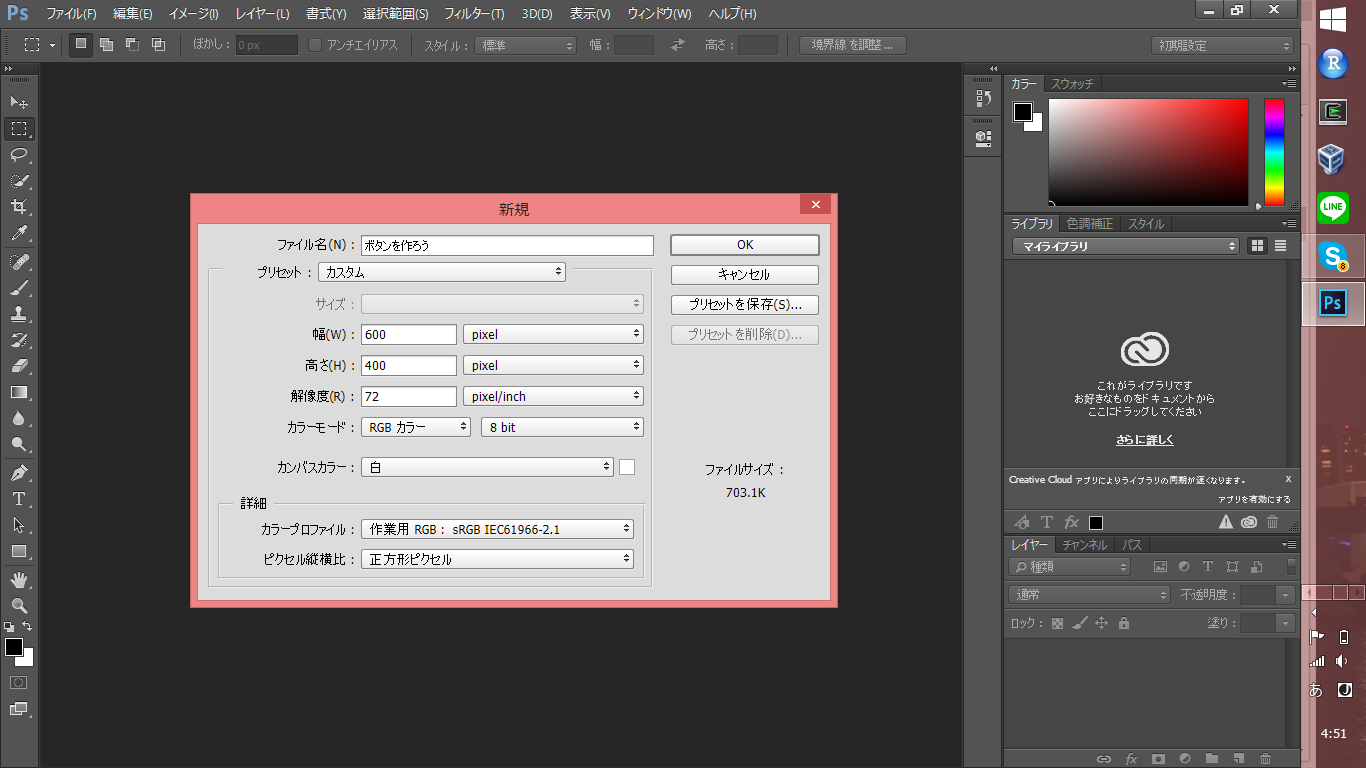 Ps ファイル(F) 編集(E) イメージ(I) レイヤー(L) 書式(Y) 選択範囲(S) フィルター(T) 3D(D) 表示(V) ウィンドウ(W) ヘルプ(H)
ぼかし： 0 px アンチエイリアス スタイル： 標準 幅： 高さ： 境界線 を調整 ... 初期設定
新規
ファイル名(N)： ボタンを作ろう
プリセット： カスタム
サイズ：
幅(W)： 600 pixel
高さ(H)： 400 pixel
解像度(R)： 72 pixel/inch
カラーモード： RGB カラー 8 bit
カンバスカラー： 白
詳細
カラープロファイル： 作業用 RGB： sRGB IEC61966-2.1
ピクセル縦横比： 正方形ピクセル
OK
キャンセル
プリセットを保存(S)...
プリセットを削除(D)...
ファイルサイズ：
703.1K
カラー スウォッチ
ライブラリ 色調補正 スタイル
マイライブラリ
これがライブラリです
お好きなものをドキュメントから
ここにドラッグしてください
さらに詳しく
Creative Cloud アプリによりライブラリの同期が遅くなります。 x
アプリを有効にする
T fx
レイヤー チャンネル パス
種類 T
通常 不透明度：
ロック： 塗り：
fx
T
R
LINE
S 8
Ps
あ
4:51